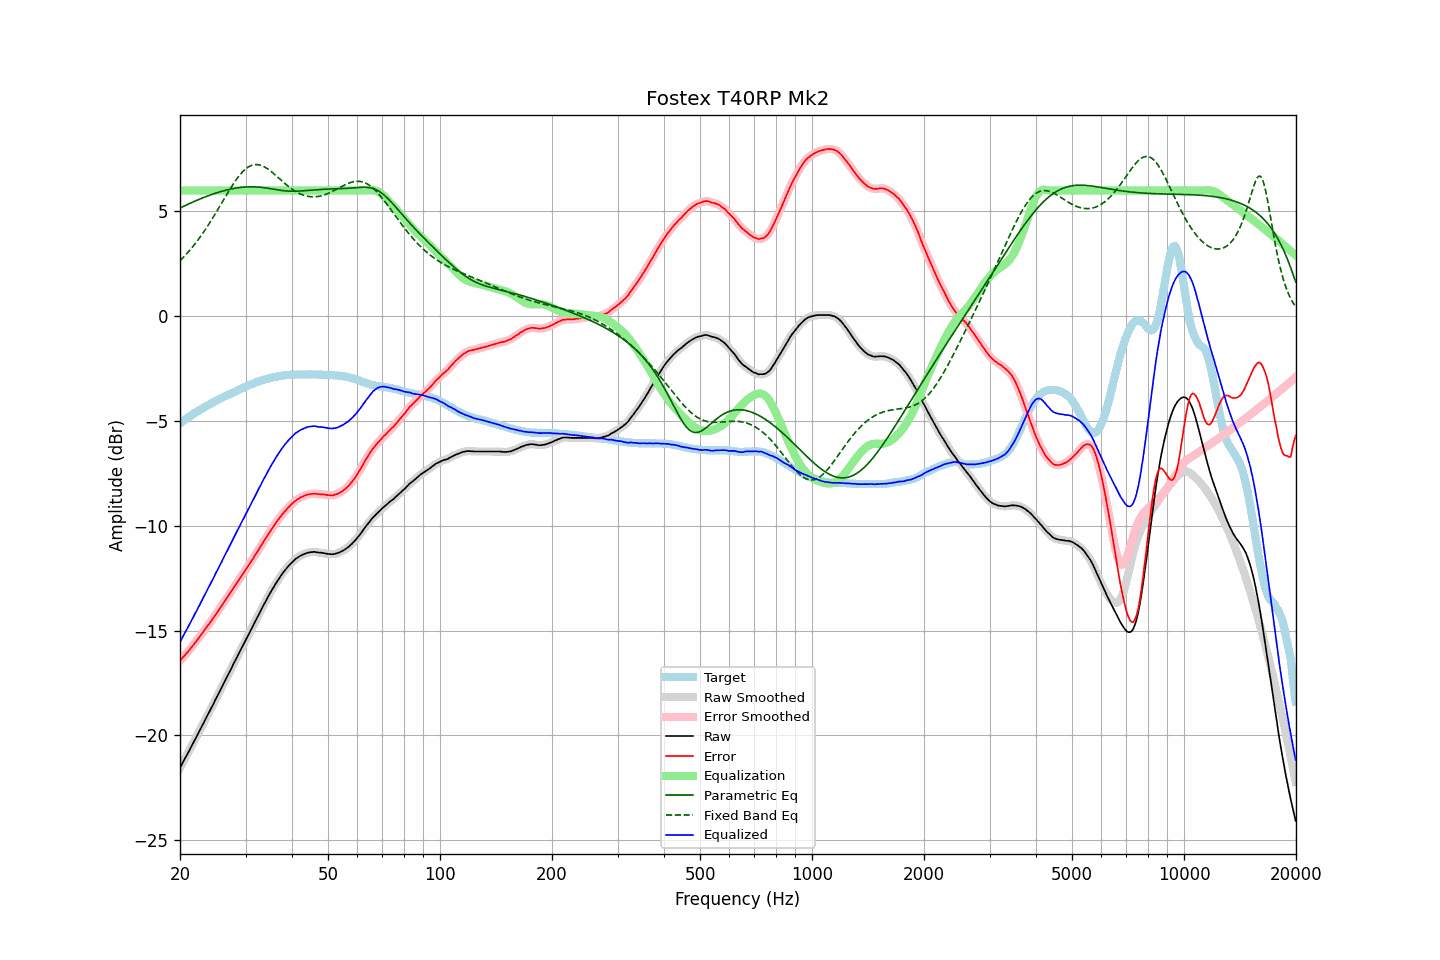 Fostex T40RP Mk2
Amplitude (dBr)
5
0
−5
−10
−15
−20
−25
Target
Raw Smoothed
Error Smoothed
Raw
Error
Equalization
Parametric Eq
Fixed Band Eq
Equalized
20 50 100 200 500 1000 2000 5000 10000 20000
Frequency (Hz)